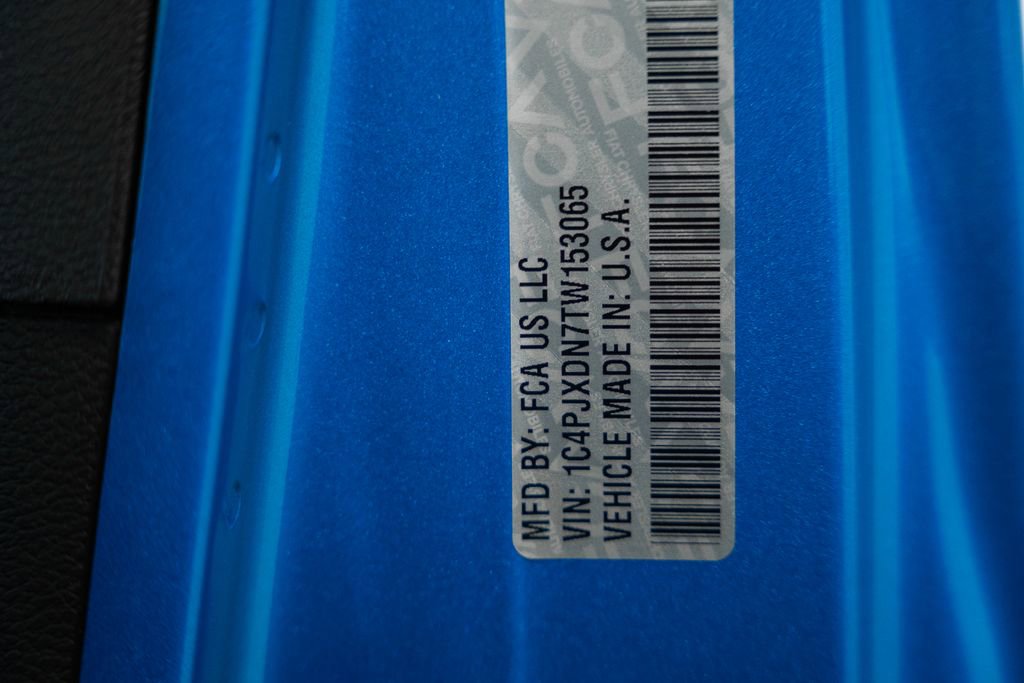 MFD BY: FCA US LLC
VIN: 1C4PJXDN7TW153065
VEHICLE MADE IN: U.S.A.